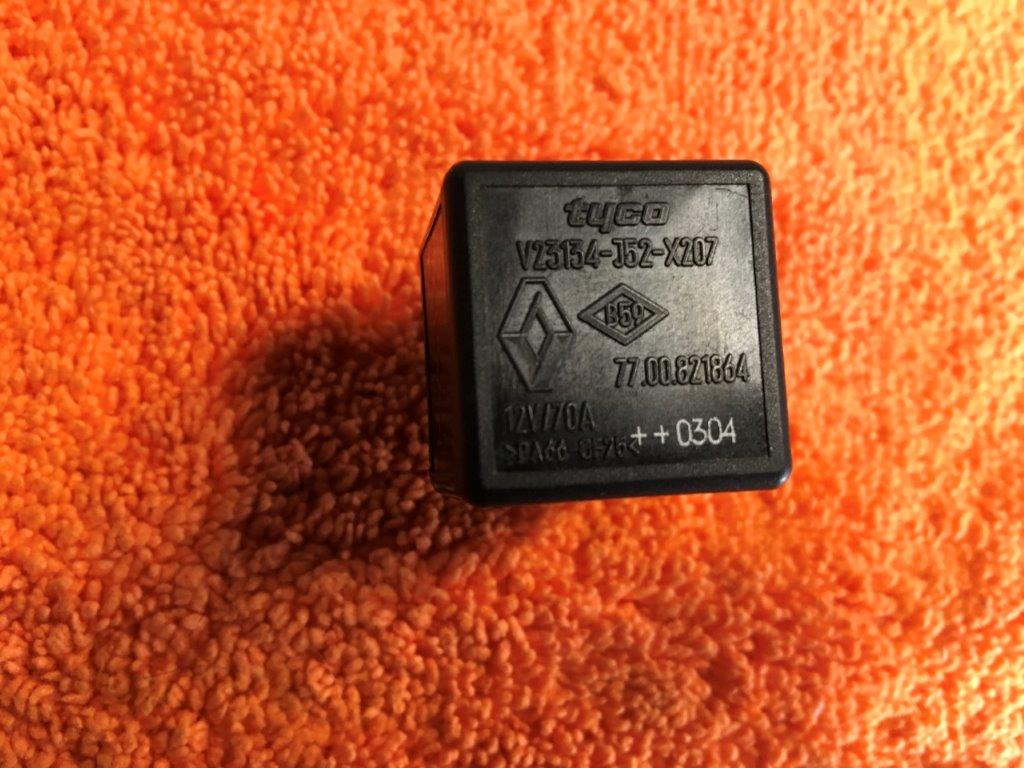 tyco
V23134-J52-X207
B59
77.00.821864
12V/70A
>PA66 GF25<
++0304